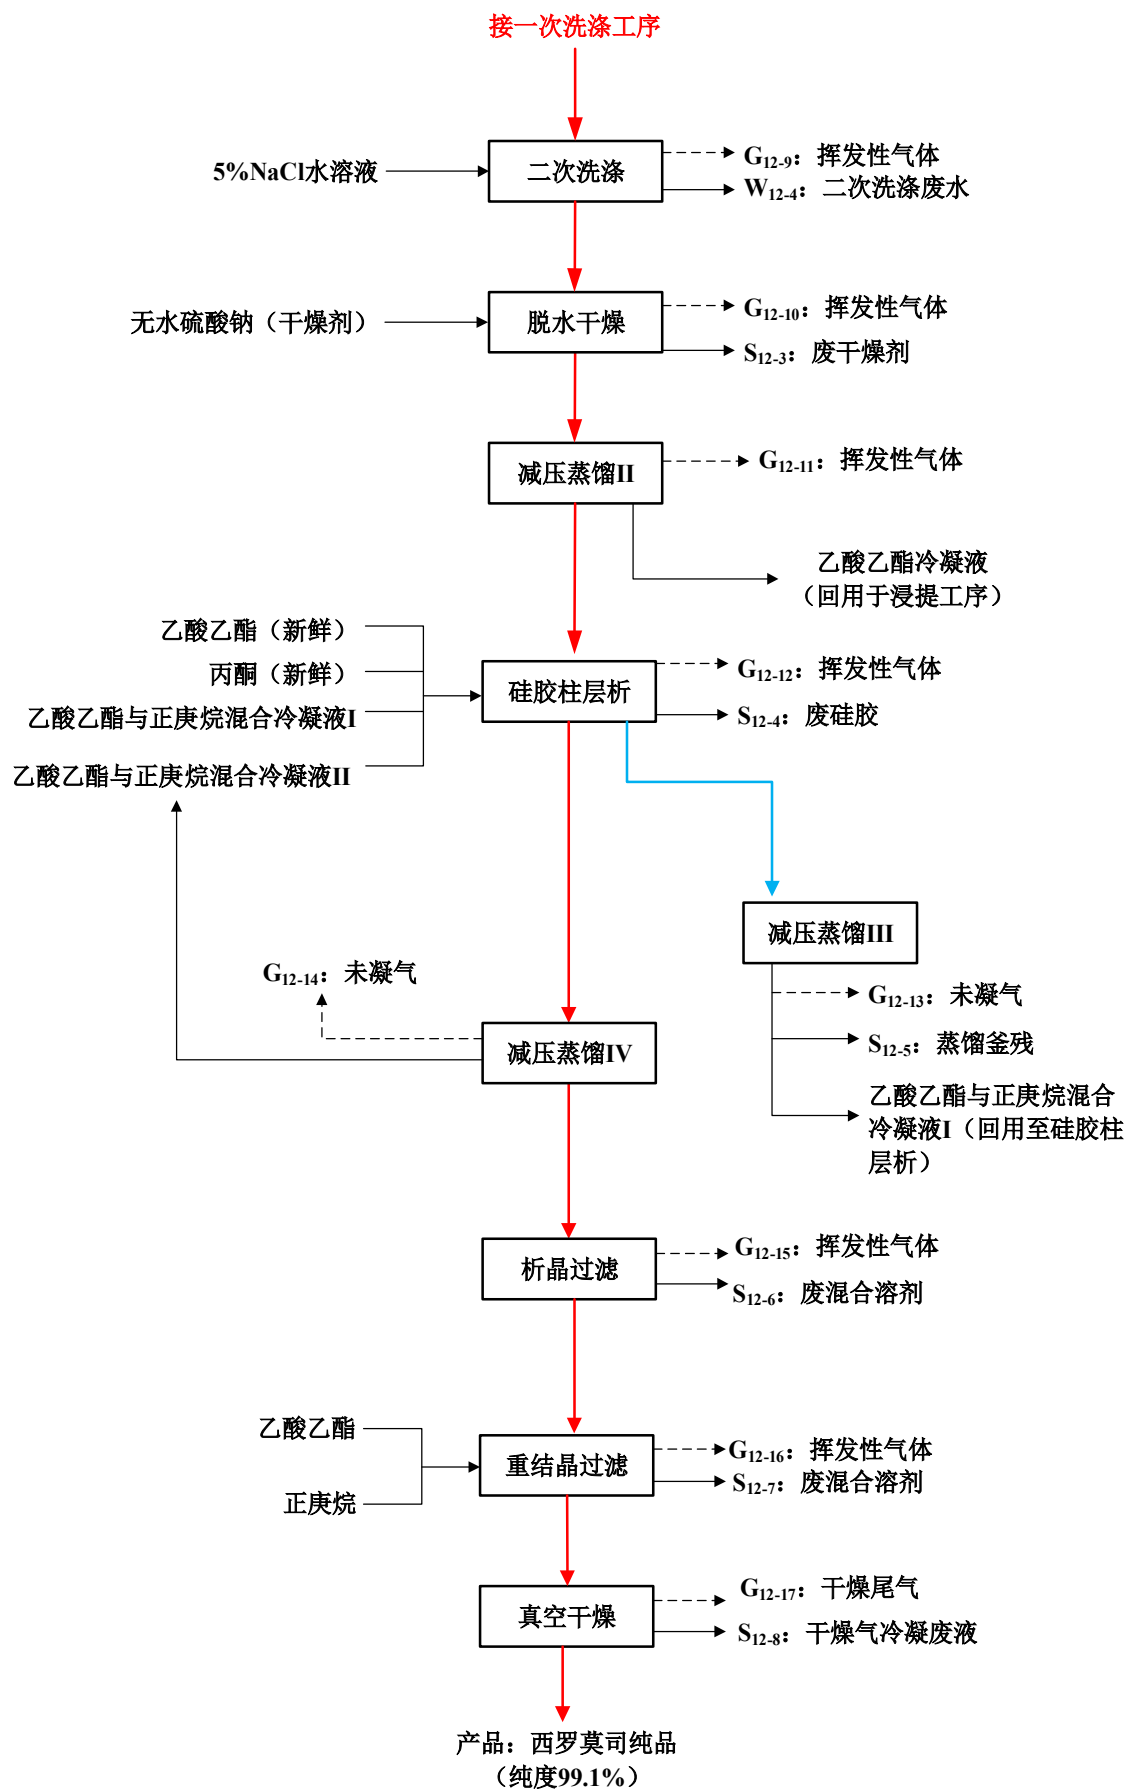 接一次洗涤工序
5%NaCl水溶液
二次洗涤
G12-9：挥发性气体
W12-4：二次洗涤废水
无水硫酸钠（干燥剂）
脱水干燥
G12-10：挥发性气体
S12-3：废干燥剂
减压蒸馏II
G12-11：挥发性气体
乙酸乙酯冷凝液
（回用于浸提工序）
乙酸乙酯（新鲜）
丙酮（新鲜）
乙酸乙酯与正庚烷混合冷凝液I
乙酸乙酯与正庚烷混合冷凝液II
硅胶柱层析
G12-12：挥发性气体
S12-4：废硅胶
减压蒸馏III
G12-13：未凝气
S12-5：蒸馏釜残
乙酸乙酯与正庚烷混合
冷凝液I（回用至硅胶柱
层析）
G12-14：未凝气
减压蒸馏IV
析晶过滤
G12-15：挥发性气体
S12-6：废混合溶剂
乙酸乙酯
正庚烷
重结晶过滤
G12-16：挥发性气体
S12-7：废混合溶剂
真空干燥
G12-17：干燥尾气
S12-8：干燥气冷凝废液
产品：西罗莫司纯品
（纯度99.1%）